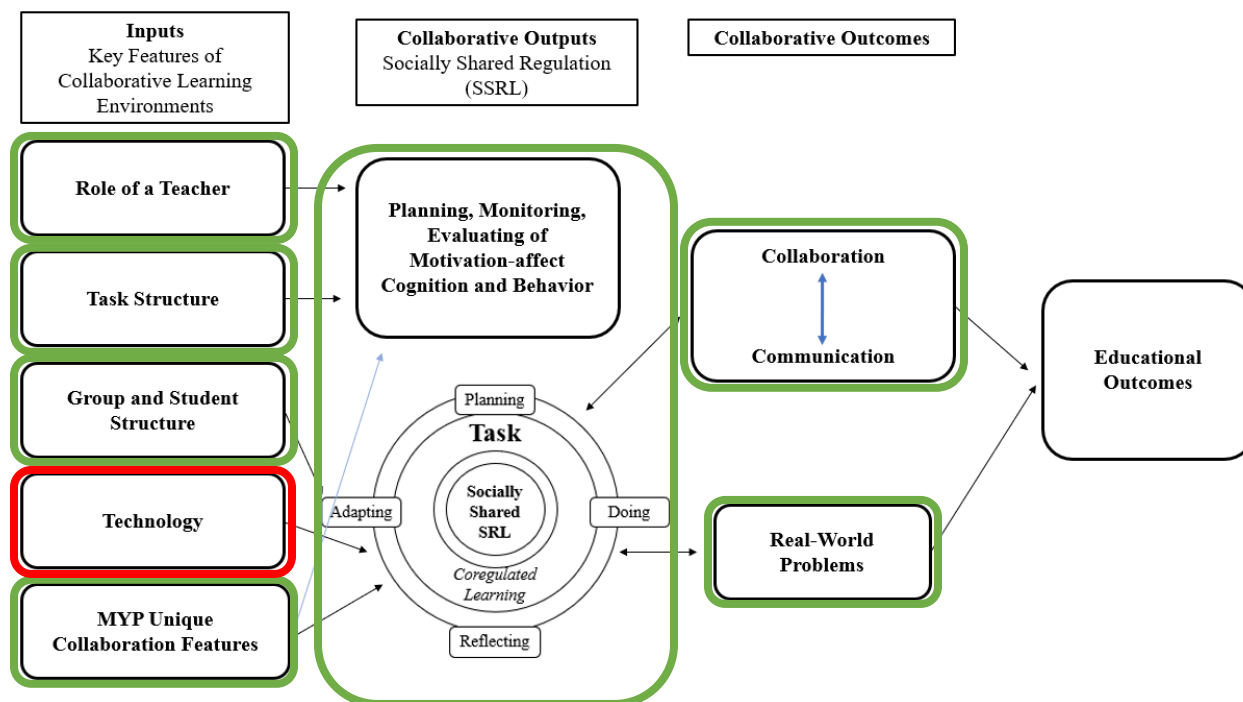 Inputs
Key Features of
Collaborative Learning
Environments
Collaborative Outputs
Socially Shared Regulation
(SSRL)
Collaborative Outcomes
Role of a Teacher
Task Structure
Group and Student
Structure
Technology
MYP Unique
Collaboration Features
Planning, Monitoring,
Evaluating of
Motivation-affect
Cognition and Behavior
Planning
Task
Socially
Shared
SRL
Adapting
Doing
Coregulated
Learning
Reflecting
Collaboration
Communication
Real-World
Problems
Educational
Outcomes